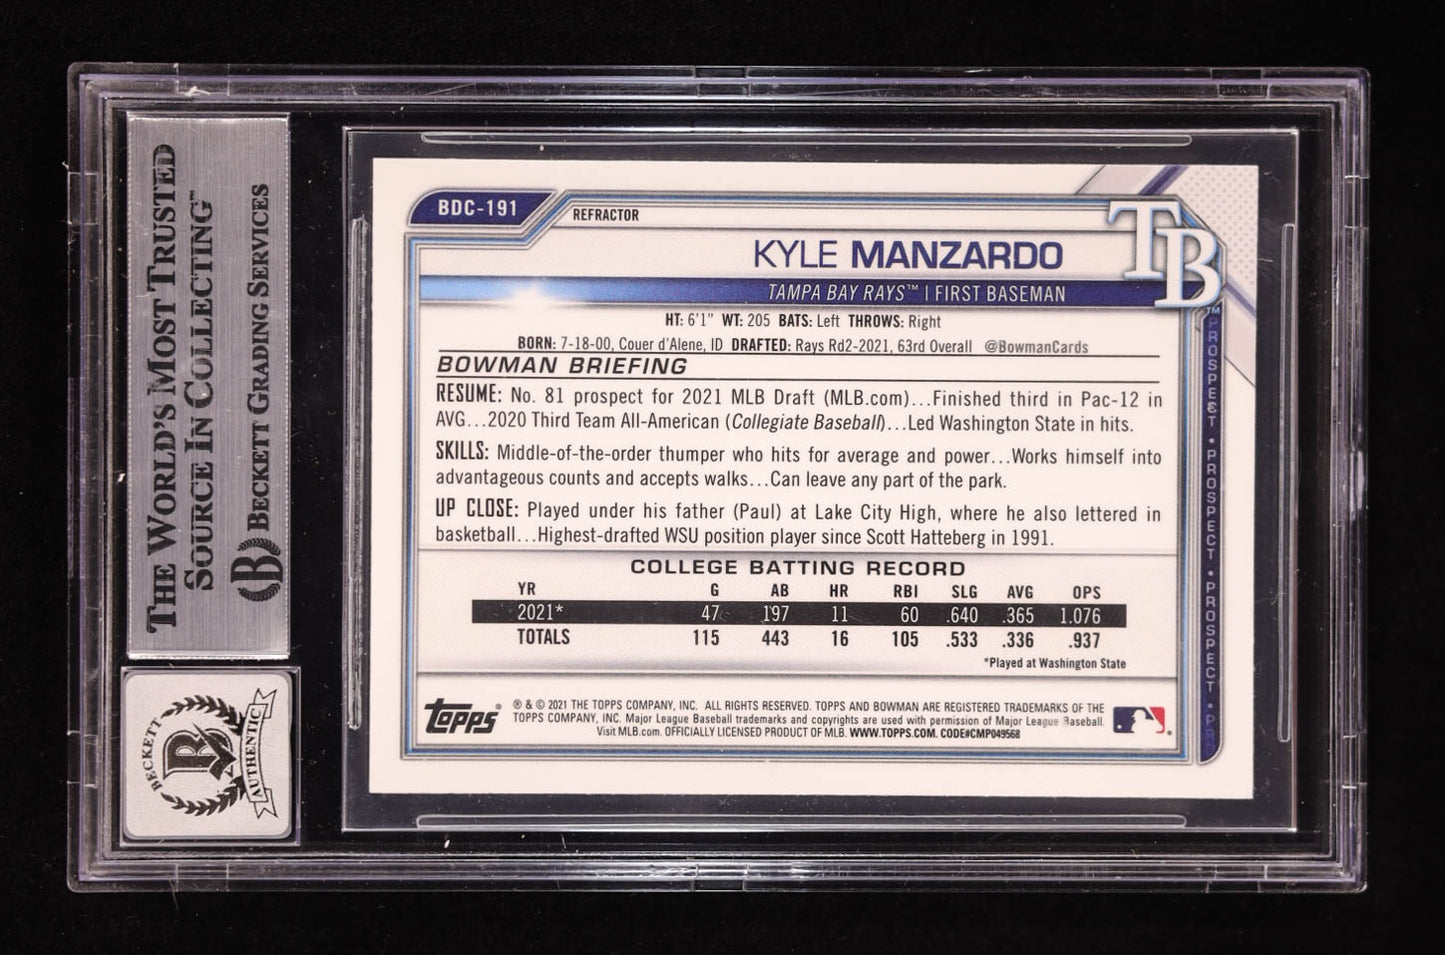 THE WORLD'S MOST TRUSTED
SOURCE IN COLLECTING™
BECKETT GRADING SERVICES
BECKETT
AUTHENTIC
BDC-191
REFRACTOR
KYLE MANZARDO
TB
TAMPA BAY RAYS™ | FIRST BASEMAN
HT: 6'1" WT: 205 BATS: Left THROWS: Right
BORN: 7-18-00, Couer d'Alene, ID DRAFTED: Rays Rd2-2021, 63rd Overall @BowmanCards
BOWMAN BRIEFING
RESUME: No. 81 prospect for 2021 MLB Draft (MLB.com)...Finished third in Pac-12 in
AVG...2020 Third Team All-American (Collegiate Baseball)...Led Washington State in hits.
SKILLS: Middle-of-the-order thumper who hits for average and power...Works himself into
advantageous counts and accepts walks...Can leave any part of the park.
UP CLOSE: Played under his father (Paul) at Lake City High, where he also lettered in
basketball...Highest-drafted WSU position player since Scott Hatteberg in 1991.
COLLEGE BATTING RECORD
YR G AB HR RBI SLG AVG OPS
2021* 47 197 11 60 .640 .365 1.076
TOTALS 115 443 16 105 .533 .336 .937
*Played at Washington State
TOPPS®
® & © 2021 THE TOPPS COMPANY, INC. ALL RIGHTS RESERVED. TOPPS AND BOWMAN ARE REGISTERED TRADEMARKS OF THE
TOPPS COMPANY, INC. Major League Baseball trademarks and copyrights are used with permission of Major League Baseball.
Visit MLB.com. OFFICIALLY LICENSED PRODUCT OF MLB. WWW.TOPPS.COM. CODE#CMP049568
PROSPECT • PROSPECT • PROSPECT • PR